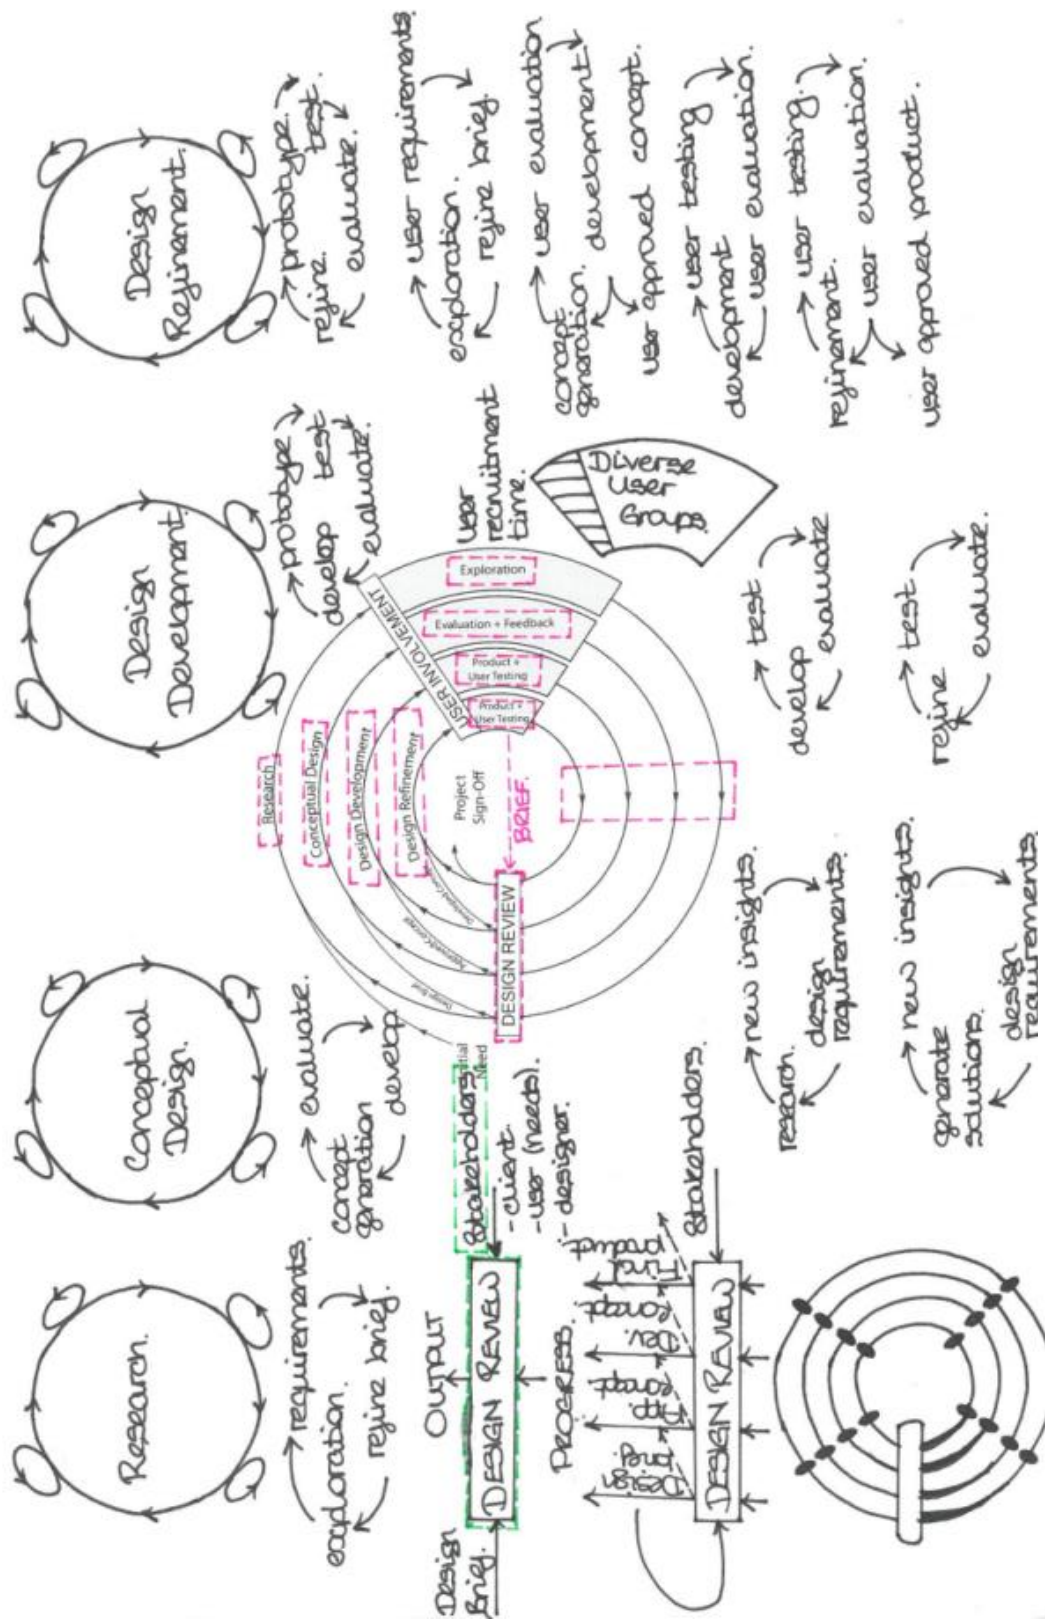 Research.
Conceptual
Design.
Design
Development.
Design
Refinement.
requirements.
exploration.
refine brief.
evaluate.
concept
generation
develop.
prototype
develop
test
evaluate.
prototype.
refine.
test.
evaluate.
Design
Brief.
OUTPUT
DESIGN REVIEW
PROGRESS.
Stakeholders
-client.
-user (needs).
-designer.
Need
Research
Conceptual Design
Design Development
Design Refinement
Design Brief
Approved Concept
Project
Sign-Off
DESIGN REVIEW
BRIEF.
USER INVOLVEMENT
Exploration
Evaluation + Feedback
Product +
User Testing
Product +
User Testing
User
recruitment
time.
Diverse
User
Groups.
user requirements.
exploration.
refine brief.
concept
generation.
user evaluation
development.
user approved concept.
user testing
development
user evaluation.
user testing.
refinement.
user evaluation.
user approved product.
Design
brief.
App.
concept
Dev.
concept
Final
product
DESIGN REVIEW
Stakeholders.
new insights.
research.
design
requirements.
new insights.
generate
solutions.
design
requirements
test
develop
evaluate
test
refine
evaluate.